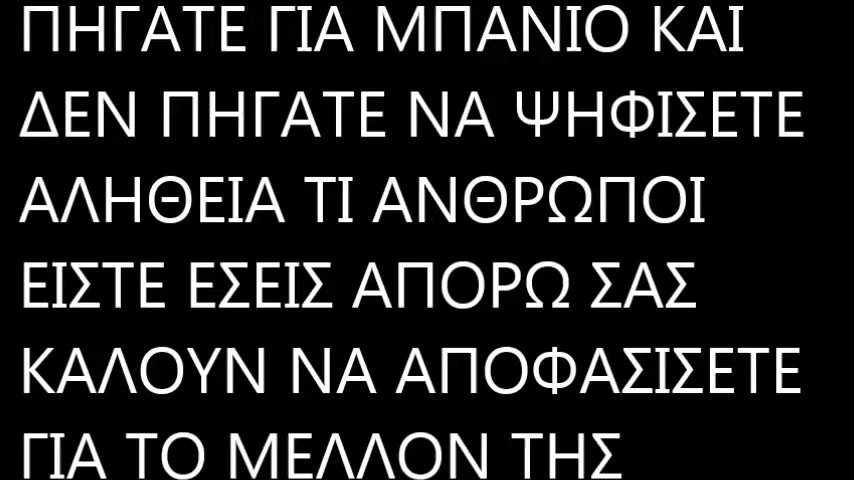 ΠΗΓΑΤΕ ΓΙΑ ΜΠΑΝΙΟ ΚΑΙ
ΔΕΝ ΠΗΓΑΤΕ ΝΑ ΨΗΦΙΣΕΤΕ
ΑΛΗΘΕΙΑ ΤΙ ΑΝΘΡΩΠΟΙ
ΕΙΣΤΕ ΕΣΕΙΣ ΑΠΟΡΩ ΣΑΣ
ΚΑΛΟΥΝ ΝΑ ΑΠΟΦΑΣΙΣΕΤΕ
ΓΙΑ ΤΟ ΜΕΛΛΟΝ ΤΗΣ